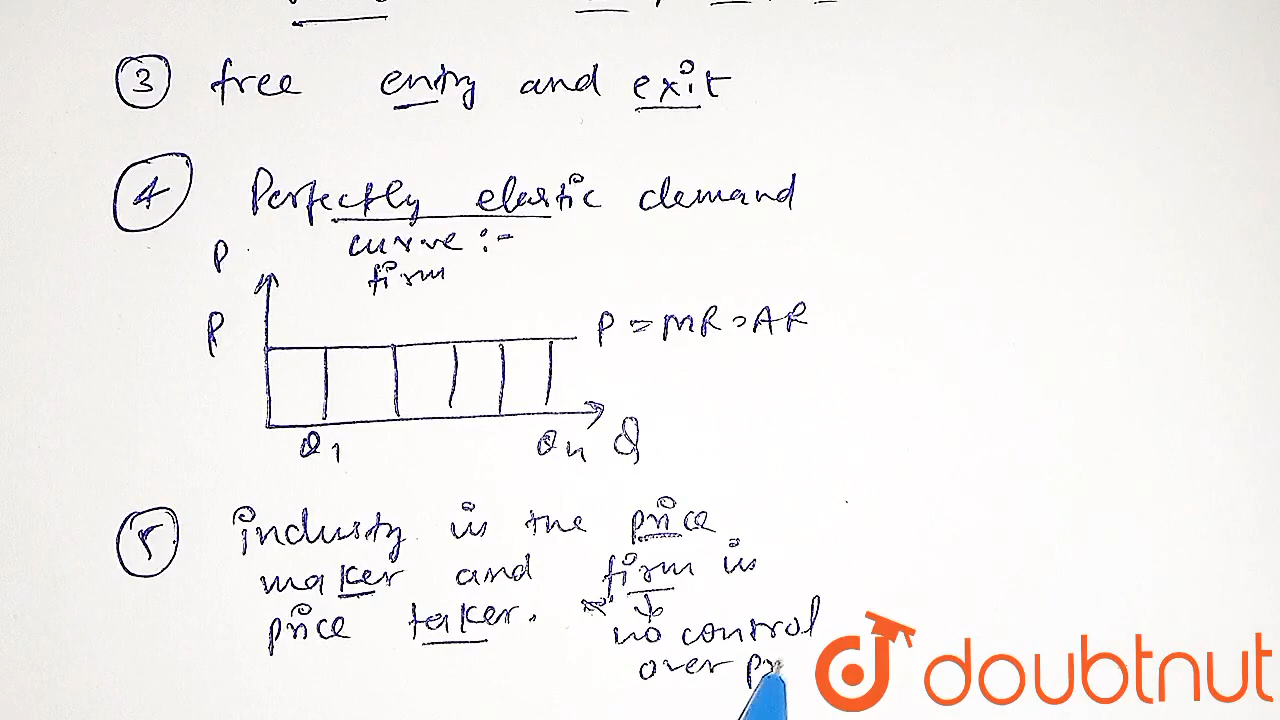 ③ free entry and exit
④ Perfectly elastic demand
curve :-
firm
P
P
P = MR = AR
Q1
Qn Q
⑤ industry is the price
maker and firm is
price taker.
no control
over pr
doubtnut